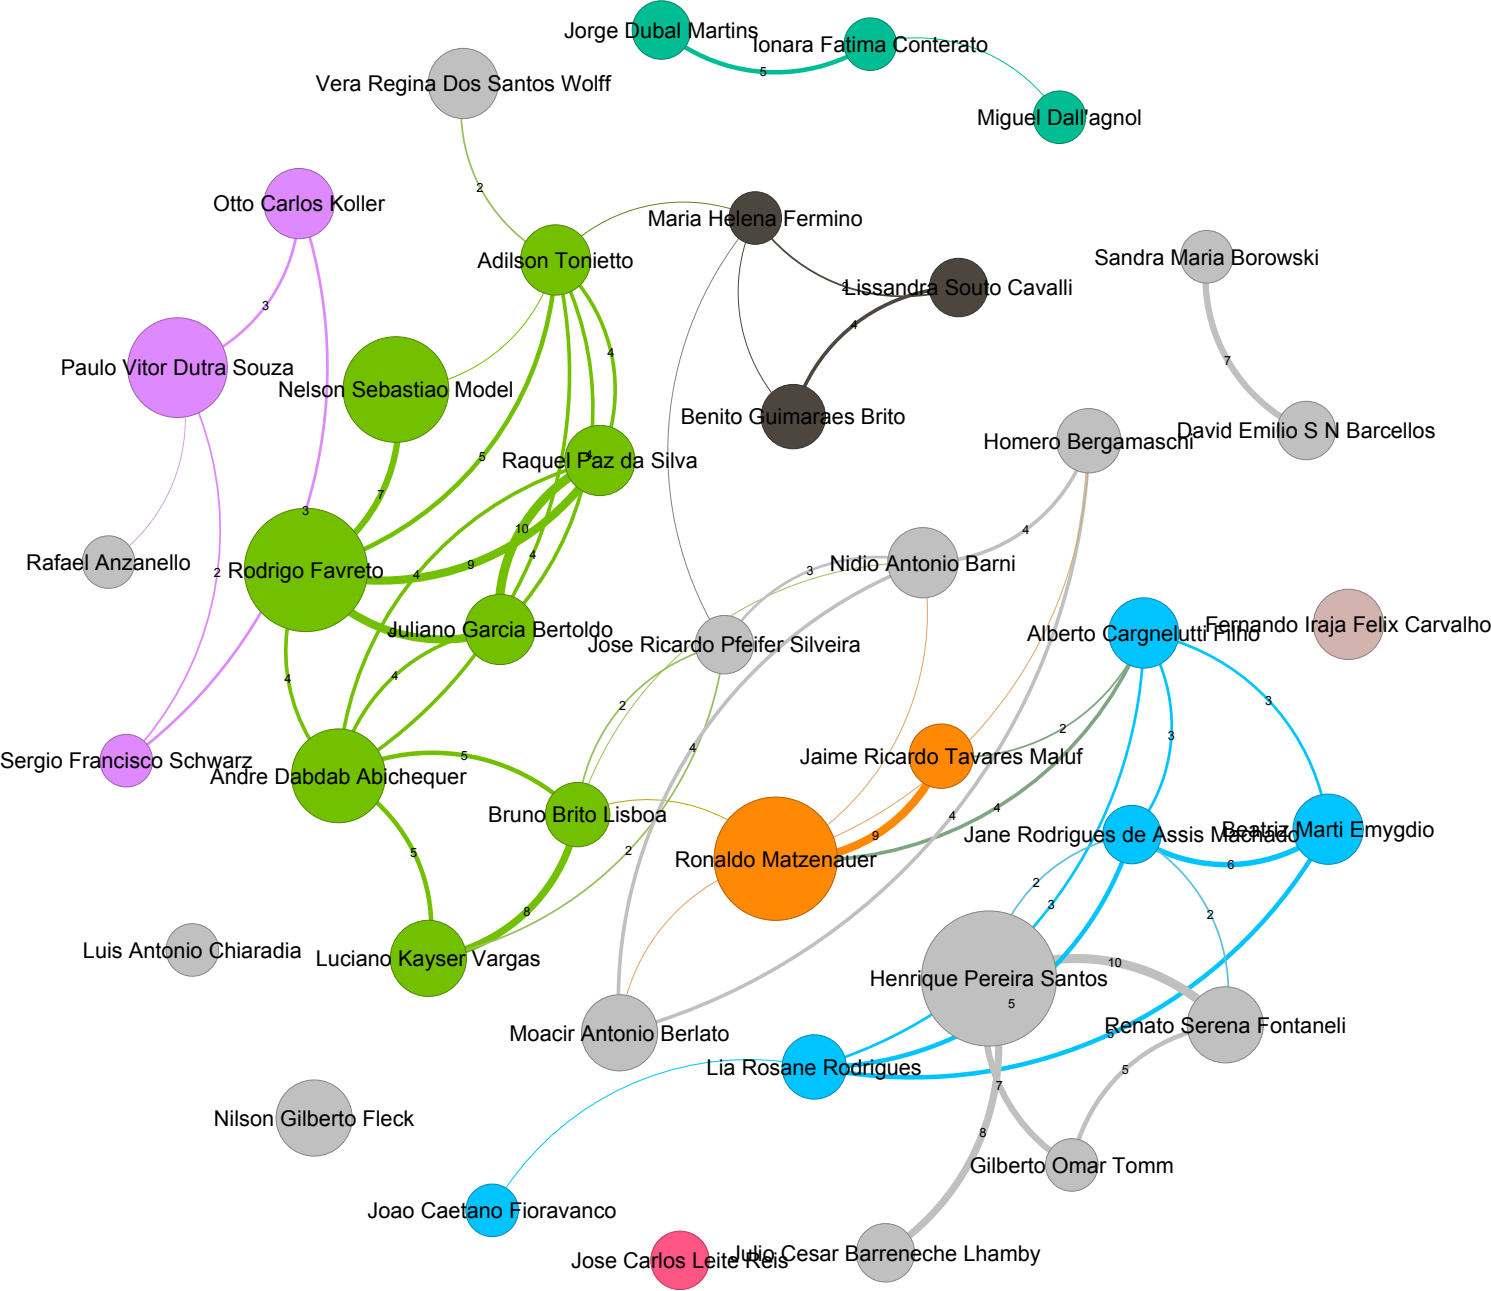 Jorge Dubal Martins
Ionara Fatima Conterato
5
Vera Regina Dos Santos Wolff
Miguel Dall'agnol
2
Otto Carlos Koller
Maria Helena Fermino
Adilson Tonietto
Sandra Maria Borowski
2
Lissandra Souto Cavalli
3
4
4
Paulo Vitor Dutra Souza
7
Nelson Sebastiao Model
Benito Guimaraes Brito
David Emilio S N Barcellos
Homero Bergamaschi
5
4
Raquel Paz da Silva
7
3
10
4
4
Rafael Anzanello
2
Rodrigo Favreto
9
4
3
Nidio Antonio Barni
Juliano Garcia Bertoldo
Jose Ricardo Pfeifer Silveira
Alberto Cargnelutti Filho
Fernando Iraja Felix Carvalho
4
4
2
3
2
3
4
5
Sergio Francisco Schwarz
Andre Dabdab Abichequer
Jaime Ricardo Tavares Maluf
4
4
Bruno Brito Lisboa
9
Jane Rodrigues de Assis Machado
Beatriz Marti Emygdio
5
2
Ronaldo Matzenauer
6
2
3
8
2
Luis Antonio Chiaradia
Luciano Kayser Vargas
10
Henrique Pereira Santos
5
Moacir Antonio Berlato
Renato Serena Fontaneli
5
Lia Rosane Rodrigues
5
7
Nilson Gilberto Fleck
8
Gilberto Omar Tomm
Joao Caetano Fioravanco
Jose Carlos Leite Reis
Julio Cesar Barreneche Lhamby